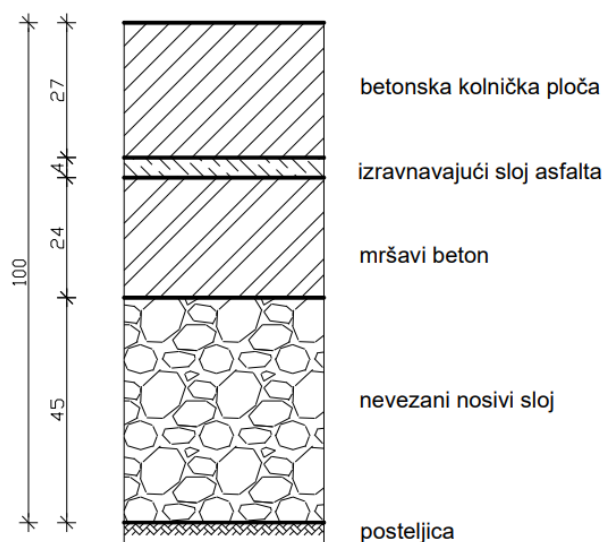 27
betonska kolnička ploča
4
izravnavajući sloj asfalta
24
mršavi beton
100
45
nevezani nosivi sloj
posteljica